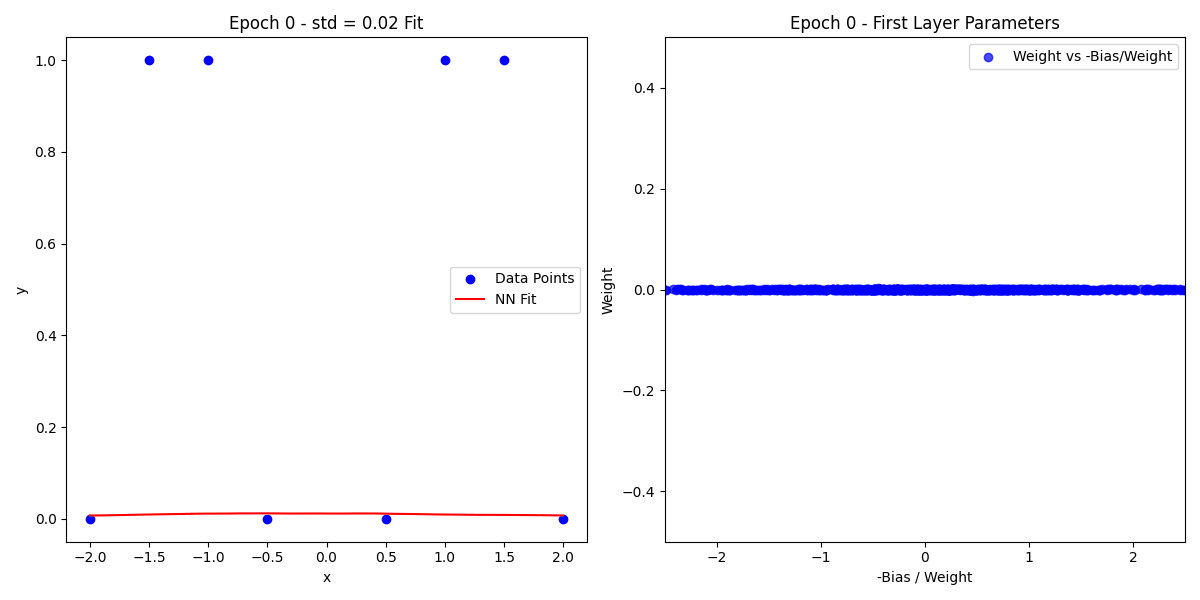 Epoch 0 - std = 0.02 Fit
1.0
0.8
0.6
0.4
0.2
0.0
y
Data Points
NN Fit
−2.0 −1.5 −1.0 −0.5 0.0 0.5 1.0 1.5 2.0
x
Epoch 0 - First Layer Parameters
Weight vs -Bias/Weight
0.4
0.2
0.0
−0.2
−0.4
Weight
−2 −1 0 1 2
-Bias / Weight